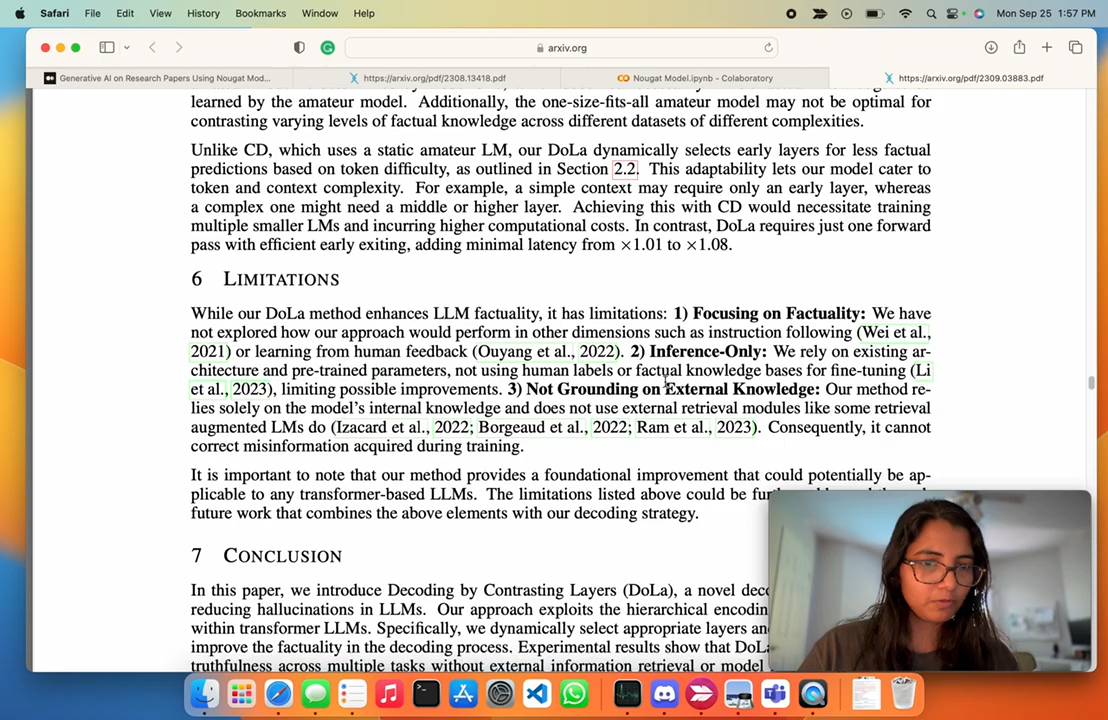 Safari File Edit View History Bookmarks Window Help Mon Sep 25 1:57 PM
arxiv.org
Generative AI on Research Papers Using Nougat Mod... https://arxiv.org/pdf/2308.13418.pdf Nougat Model.ipynb - Colaboratory https://arxiv.org/pdf/2309.03883.pdf
learned by the amateur model. Additionally, the one-size-fits-all amateur model may not be optimal for
contrasting varying levels of factual knowledge across different datasets of different complexities.
Unlike CD, which uses a static amateur LM, our DoLa dynamically selects early layers for less factual
predictions based on token difficulty, as outlined in Section 2.2. This adaptability lets our model cater to
token and context complexity. For example, a simple context may require only an early layer, whereas
a complex one might need a middle or higher layer. Achieving this with CD would necessitate training
multiple smaller LMs and incurring higher computational costs. In contrast, DoLa requires just one forward
pass with efficient early exiting, adding minimal latency from ×1.01 to ×1.08.
6 LIMITATIONS
While our DoLa method enhances LLM factuality, it has limitations: 1) Focusing on Factuality: We have
not explored how our approach would perform in other dimensions such as instruction following (Wei et al.,
2021) or learning from human feedback (Ouyang et al., 2022). 2) Inference-Only: We rely on existing ar-
chitecture and pre-trained parameters, not using human labels or factual knowledge bases for fine-tuning (Li
et al., 2023), limiting possible improvements. 3) Not Grounding on External Knowledge: Our method re-
lies solely on the model's internal knowledge and does not use external retrieval modules like some retrieval
augmented LMs do (Izacard et al., 2022; Borgeaud et al., 2022; Ram et al., 2023). Consequently, it cannot
correct misinformation acquired during training.
It is important to note that our method provides a foundational improvement that could potentially be ap-
plicable to any transformer-based LLMs. The limitations listed above could be
future work that combines the above elements with our decoding strategy.
7 CONCLUSION
In this paper, we introduce Decoding by Contrasting Layers (DoLa), a novel
reducing hallucinations in LLMs. Our approach exploits the hierarchical
within transformer LLMs. Specifically, we dynamically select appropriate layers
improve the factuality in the decoding process. Experimental results show that
truthfulness across multiple tasks without external information retrieval or model